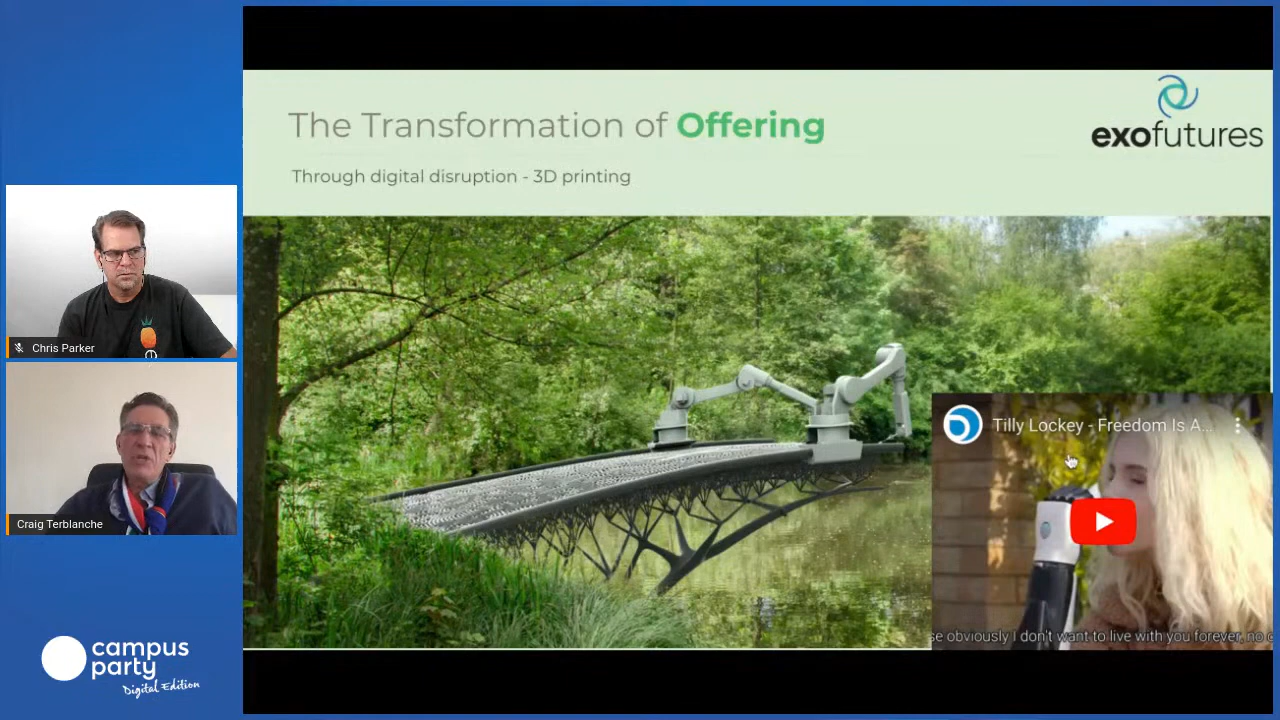 The Transformation of Offering
exofutures
Through digital disruption - 3D printing
Chris Parker
Craig Terblanche
Tilly Lockey - Freedom Is A...
se obviously I don't want to live with you forever, no
campus
party
Digital Edition